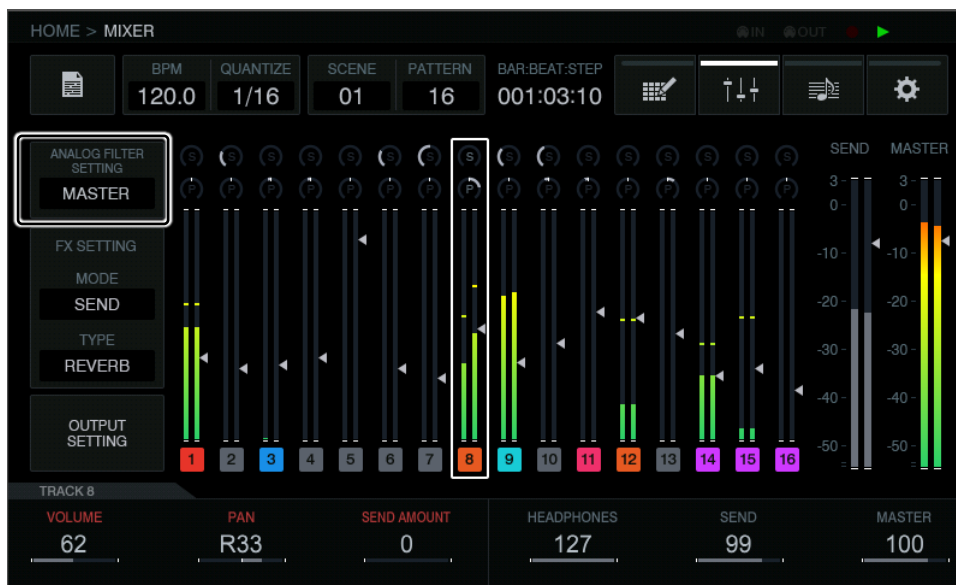 HOME > MIXER
IN OUT
BPM QUANTIZE SCENE PATTERN BAR:BEAT:STEP
120.0 1/16 01 16 001:03:10
ANALOG FILTER
SETTING
MASTER
FX SETTING
MODE
SEND
TYPE
REVERB
OUTPUT
SETTING
S S S S S S S S S S S S S S S S
P P P P P P P P P P P P P P P P
1 2 3 4 5 6 7 8 9 10 11 12 13 14 15 16
SEND MASTER
3 3
0 0
-10 -10
-20 -20
-30 -30
-40 -40
-50 -50
TRACK 8
VOLUME PAN SEND AMOUNT HEADPHONES SEND MASTER
62 R33 0 127 99 100